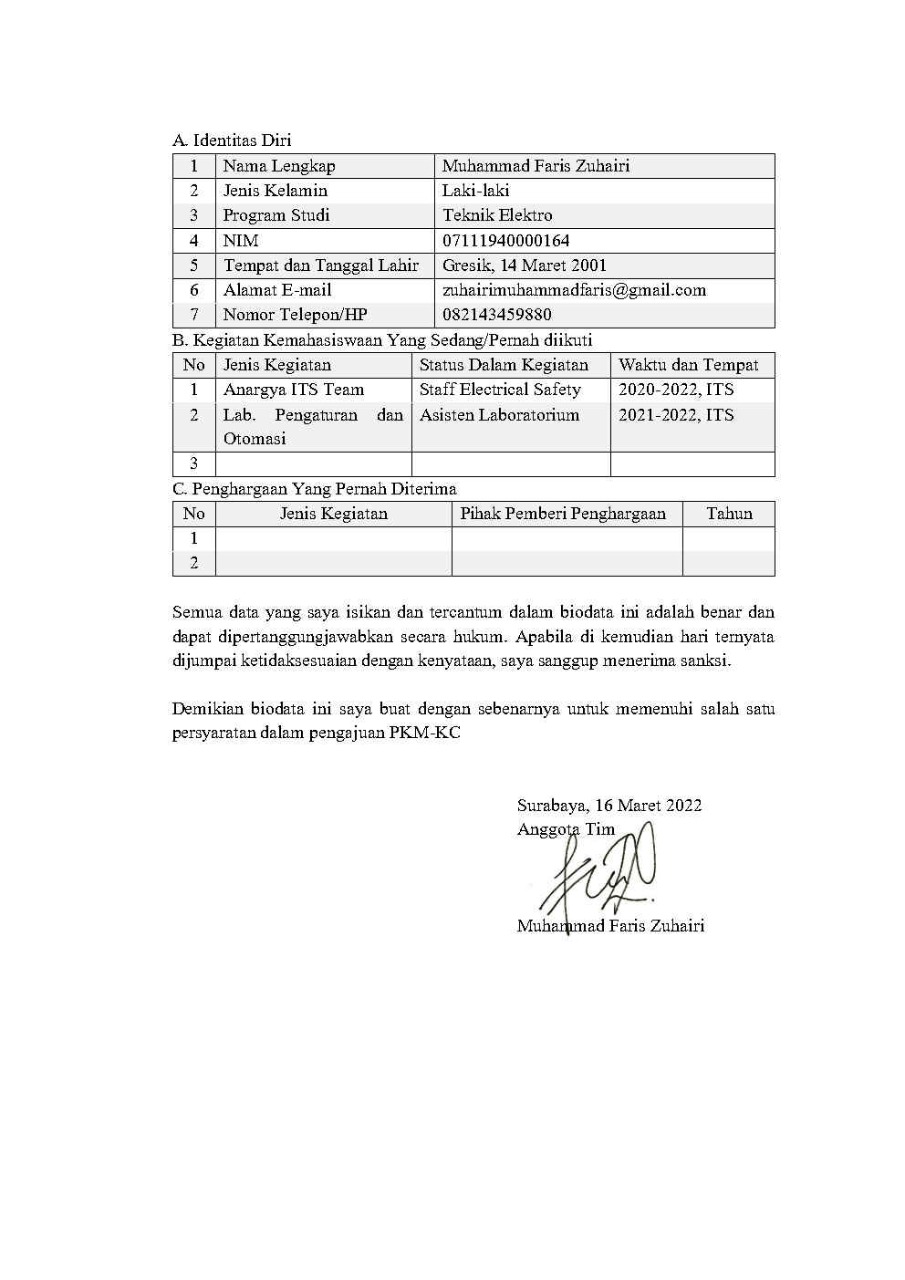 A. Identitas Diri
1 Nama Lengkap Muhammad Faris Zuhairi
2 Jenis Kelamin Laki-laki
3 Program Studi Teknik Elektro
4 NIM 07111940000164
5 Tempat dan Tanggal Lahir Gresik, 14 Maret 2001
6 Alamat E-mail zuhairimuhammadfaris@gmail.com
7 Nomor Telepon/HP 082143459880
B. Kegiatan Kemahasiswaan Yang Sedang/Pernah diikuti
No Jenis Kegiatan Status Dalam Kegiatan Waktu dan Tempat
1 Anargya ITS Team Staff Electrical Safety 2020-2022, ITS
2 Lab. Pengaturan dan Asisten Laboratorium 2021-2022, ITS
Otomasi
3
C. Penghargaan Yang Pernah Diterima
No Jenis Kegiatan Pihak Pemberi Penghargaan Tahun
1
2
Semua data yang saya isikan dan tercantum dalam biodata ini adalah benar dan
dapat dipertanggungjawabkan secara hukum. Apabila di kemudian hari ternyata
dijumpai ketidaksesuaian dengan kenyataan, saya sanggup menerima sanksi.
Demikian biodata ini saya buat dengan sebenarnya untuk memenuhi salah satu
persyaratan dalam pengajuan PKM-KC
Surabaya, 16 Maret 2022
Anggota Tim
Muhammad Faris Zuhairi